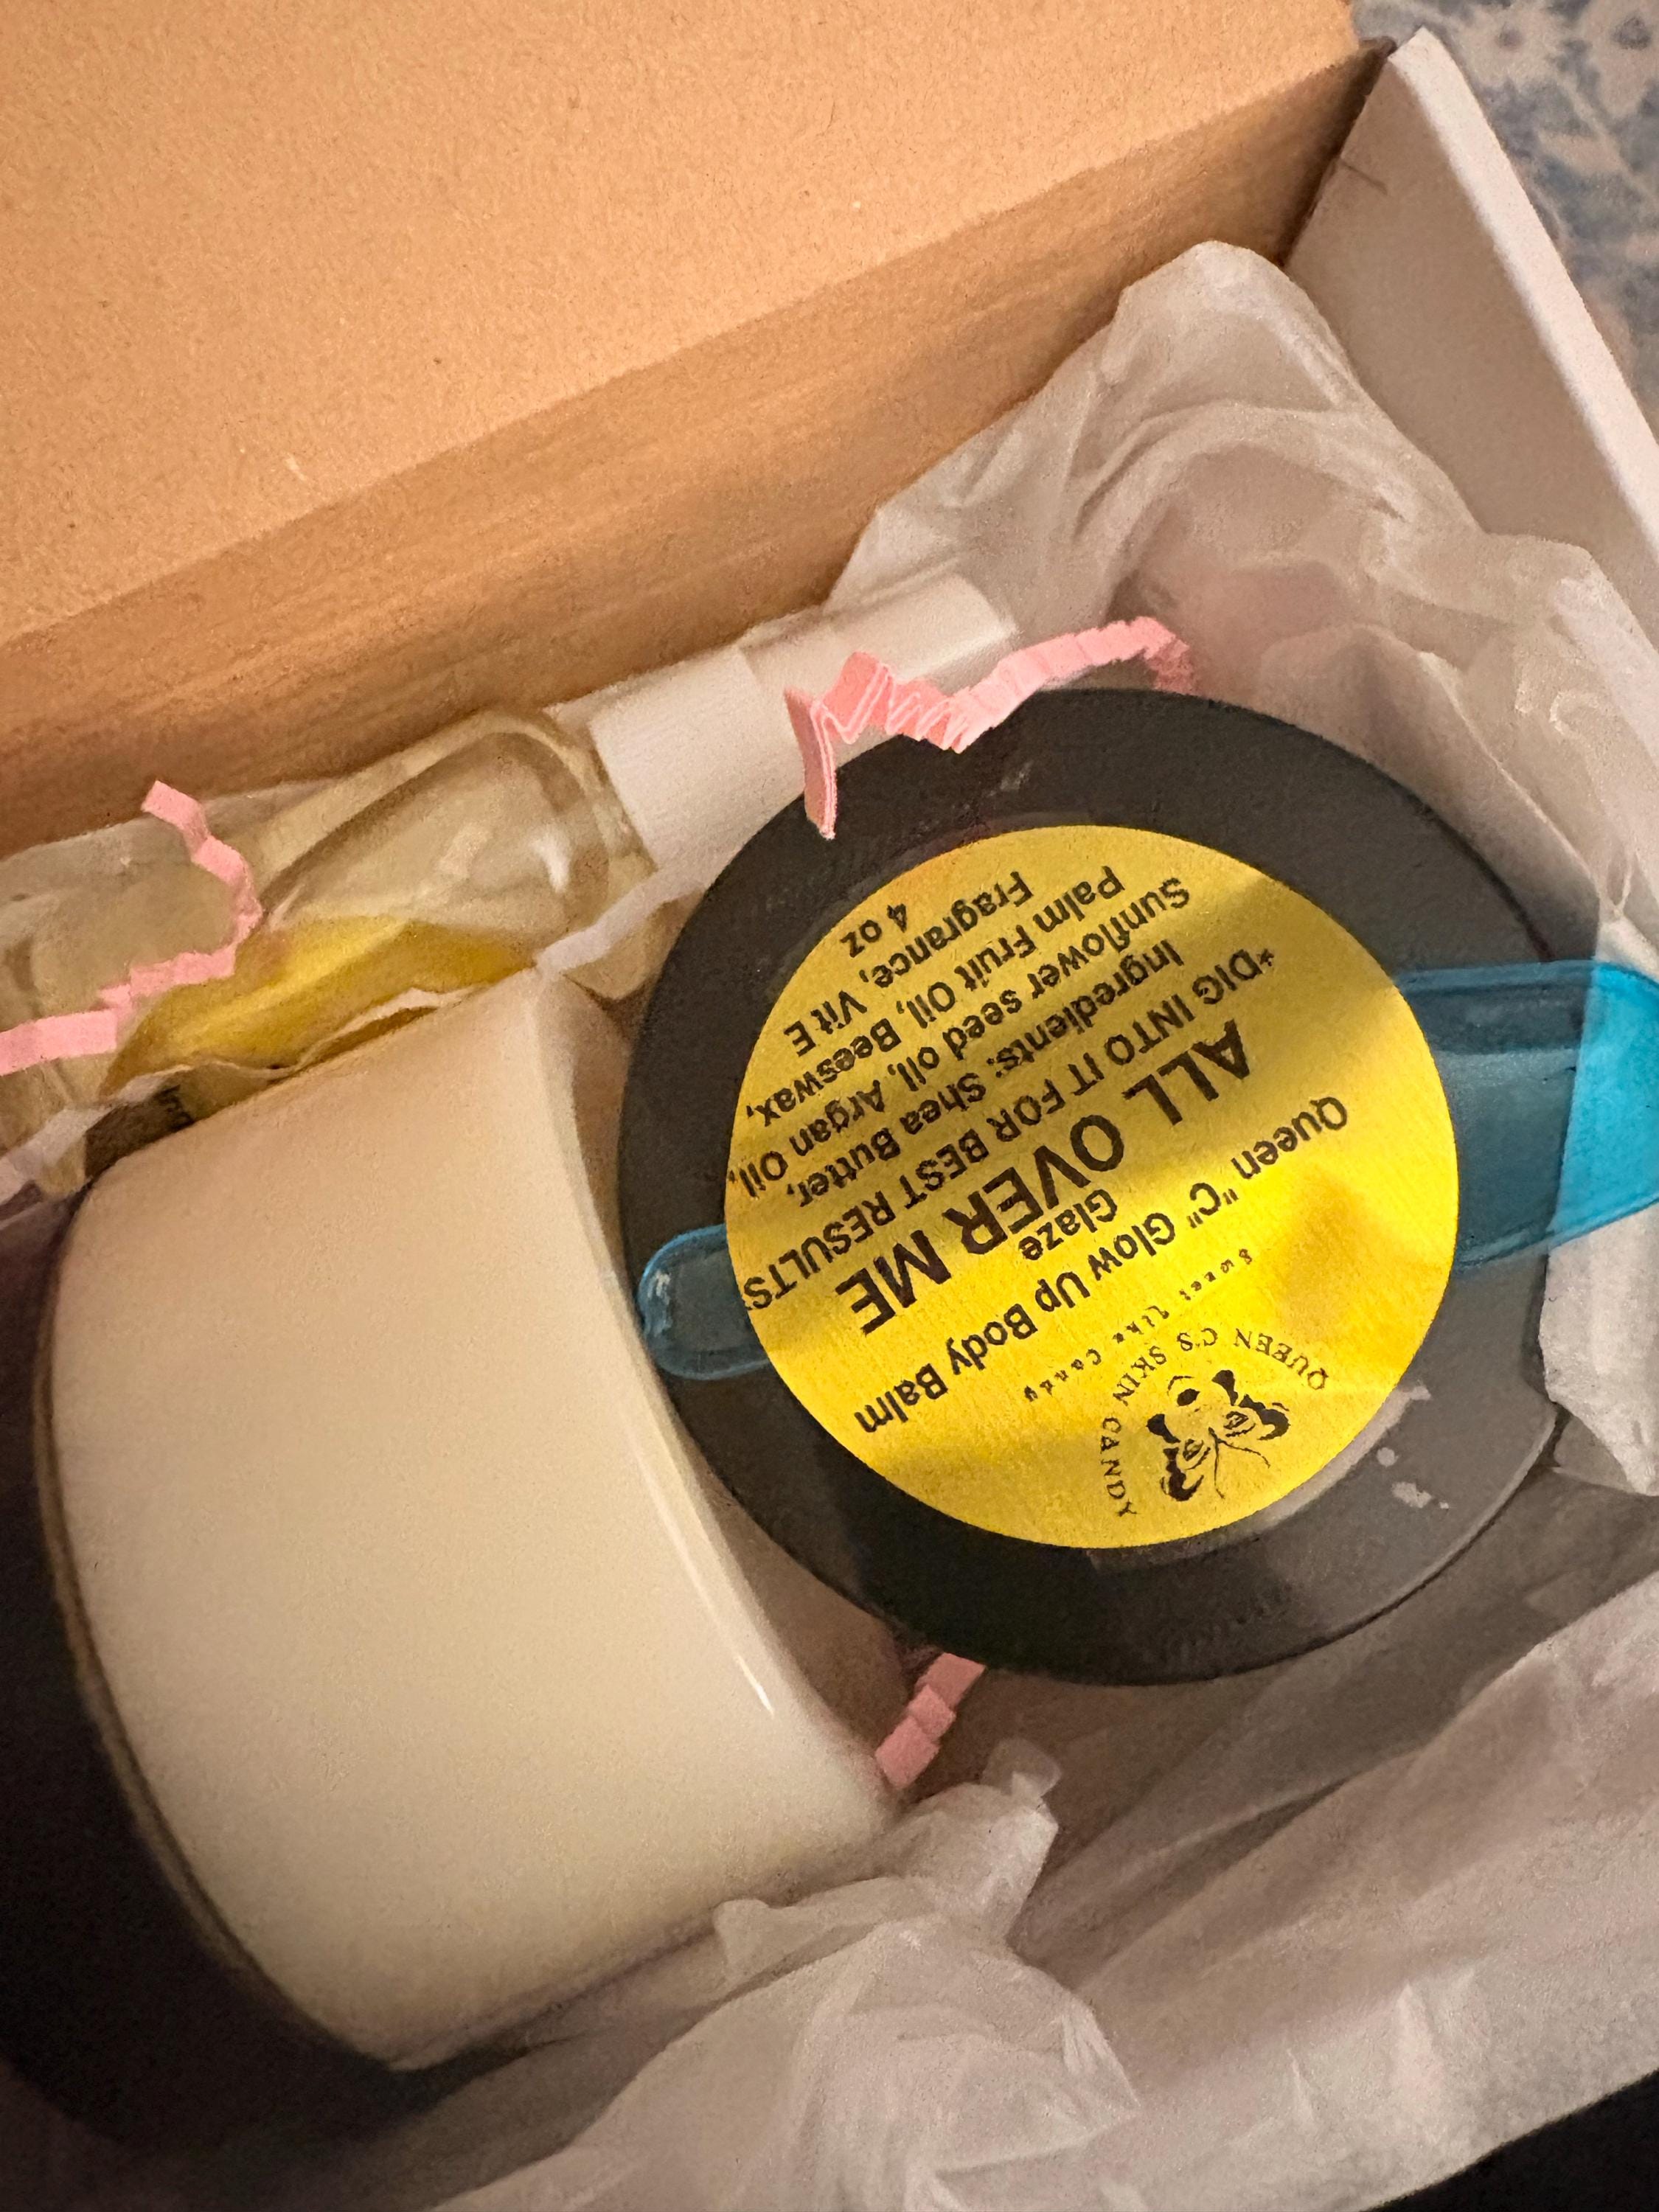 QUEEN C'S SKIN CANDY
Sweet like Candy
Queen "C" Glow Up Body Balm
Glaze
ALL OVER ME
*DIG INTO IT FOR BEST RESULTS*
Ingredients: Shea Butter,
Sunflower seed oil, Argan Oil,
Palm Fruit Oil, Beeswax,
Fragrance, Vit E
4 oz